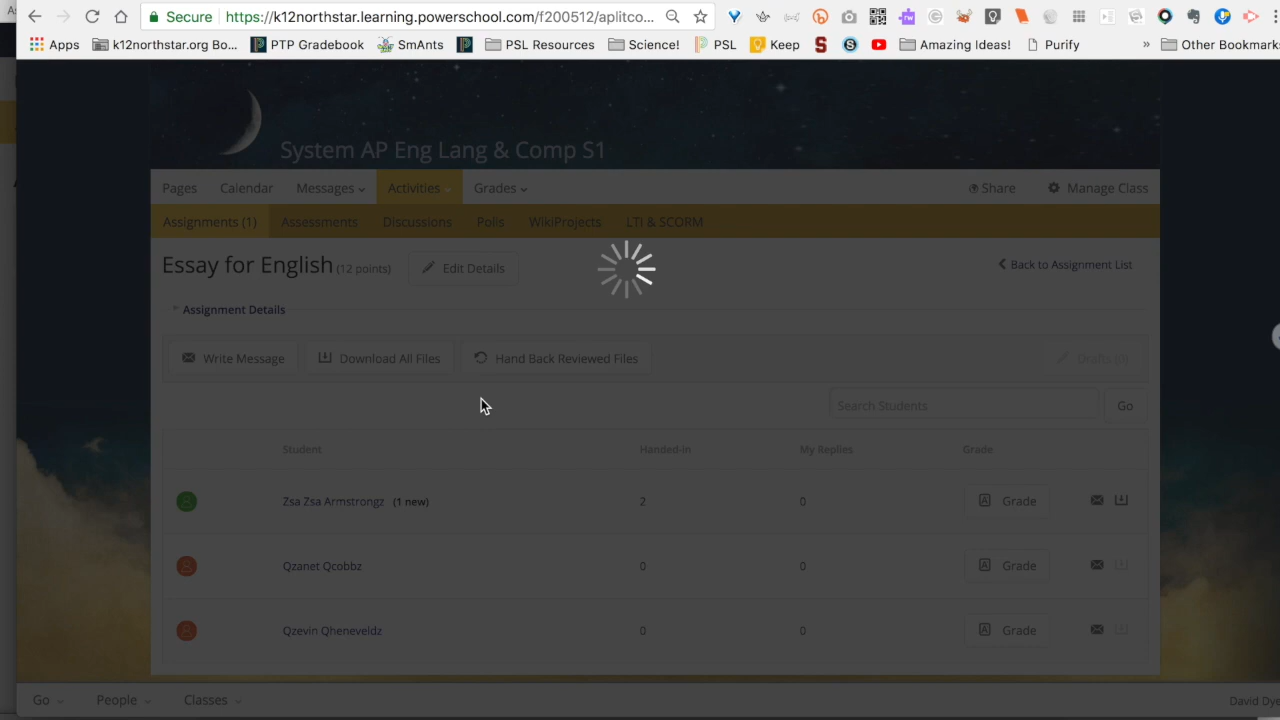 Secure https://k12northstar.learning.powerschool.com/f200512/aplitco...
Apps k12northstar.org Bo... PTP Gradebook SmAnts PSL Resources Science! PSL Keep Amazing Ideas! Purify » Other Bookmarks
System AP Eng Lang & Comp S1
Pages Calendar Messages Activities Grades Share Manage Class
Assignments (1) Assessments Discussions Polls WikiProjects LTI & SCORM
Essay for English (12 points) Edit Details Back to Assignment List
Assignment Details
Write Message Download All Files Hand Back Reviewed Files Drafts (0)
Search Students Go
Student Handed-in My Replies Grade
Zsa Zsa Armstrongz (1 new) 2 0 Grade
Qzanet Qcobbz 0 0 Grade
Qzevin Qheneveldz 0 0 Grade
Go People Classes David Dye